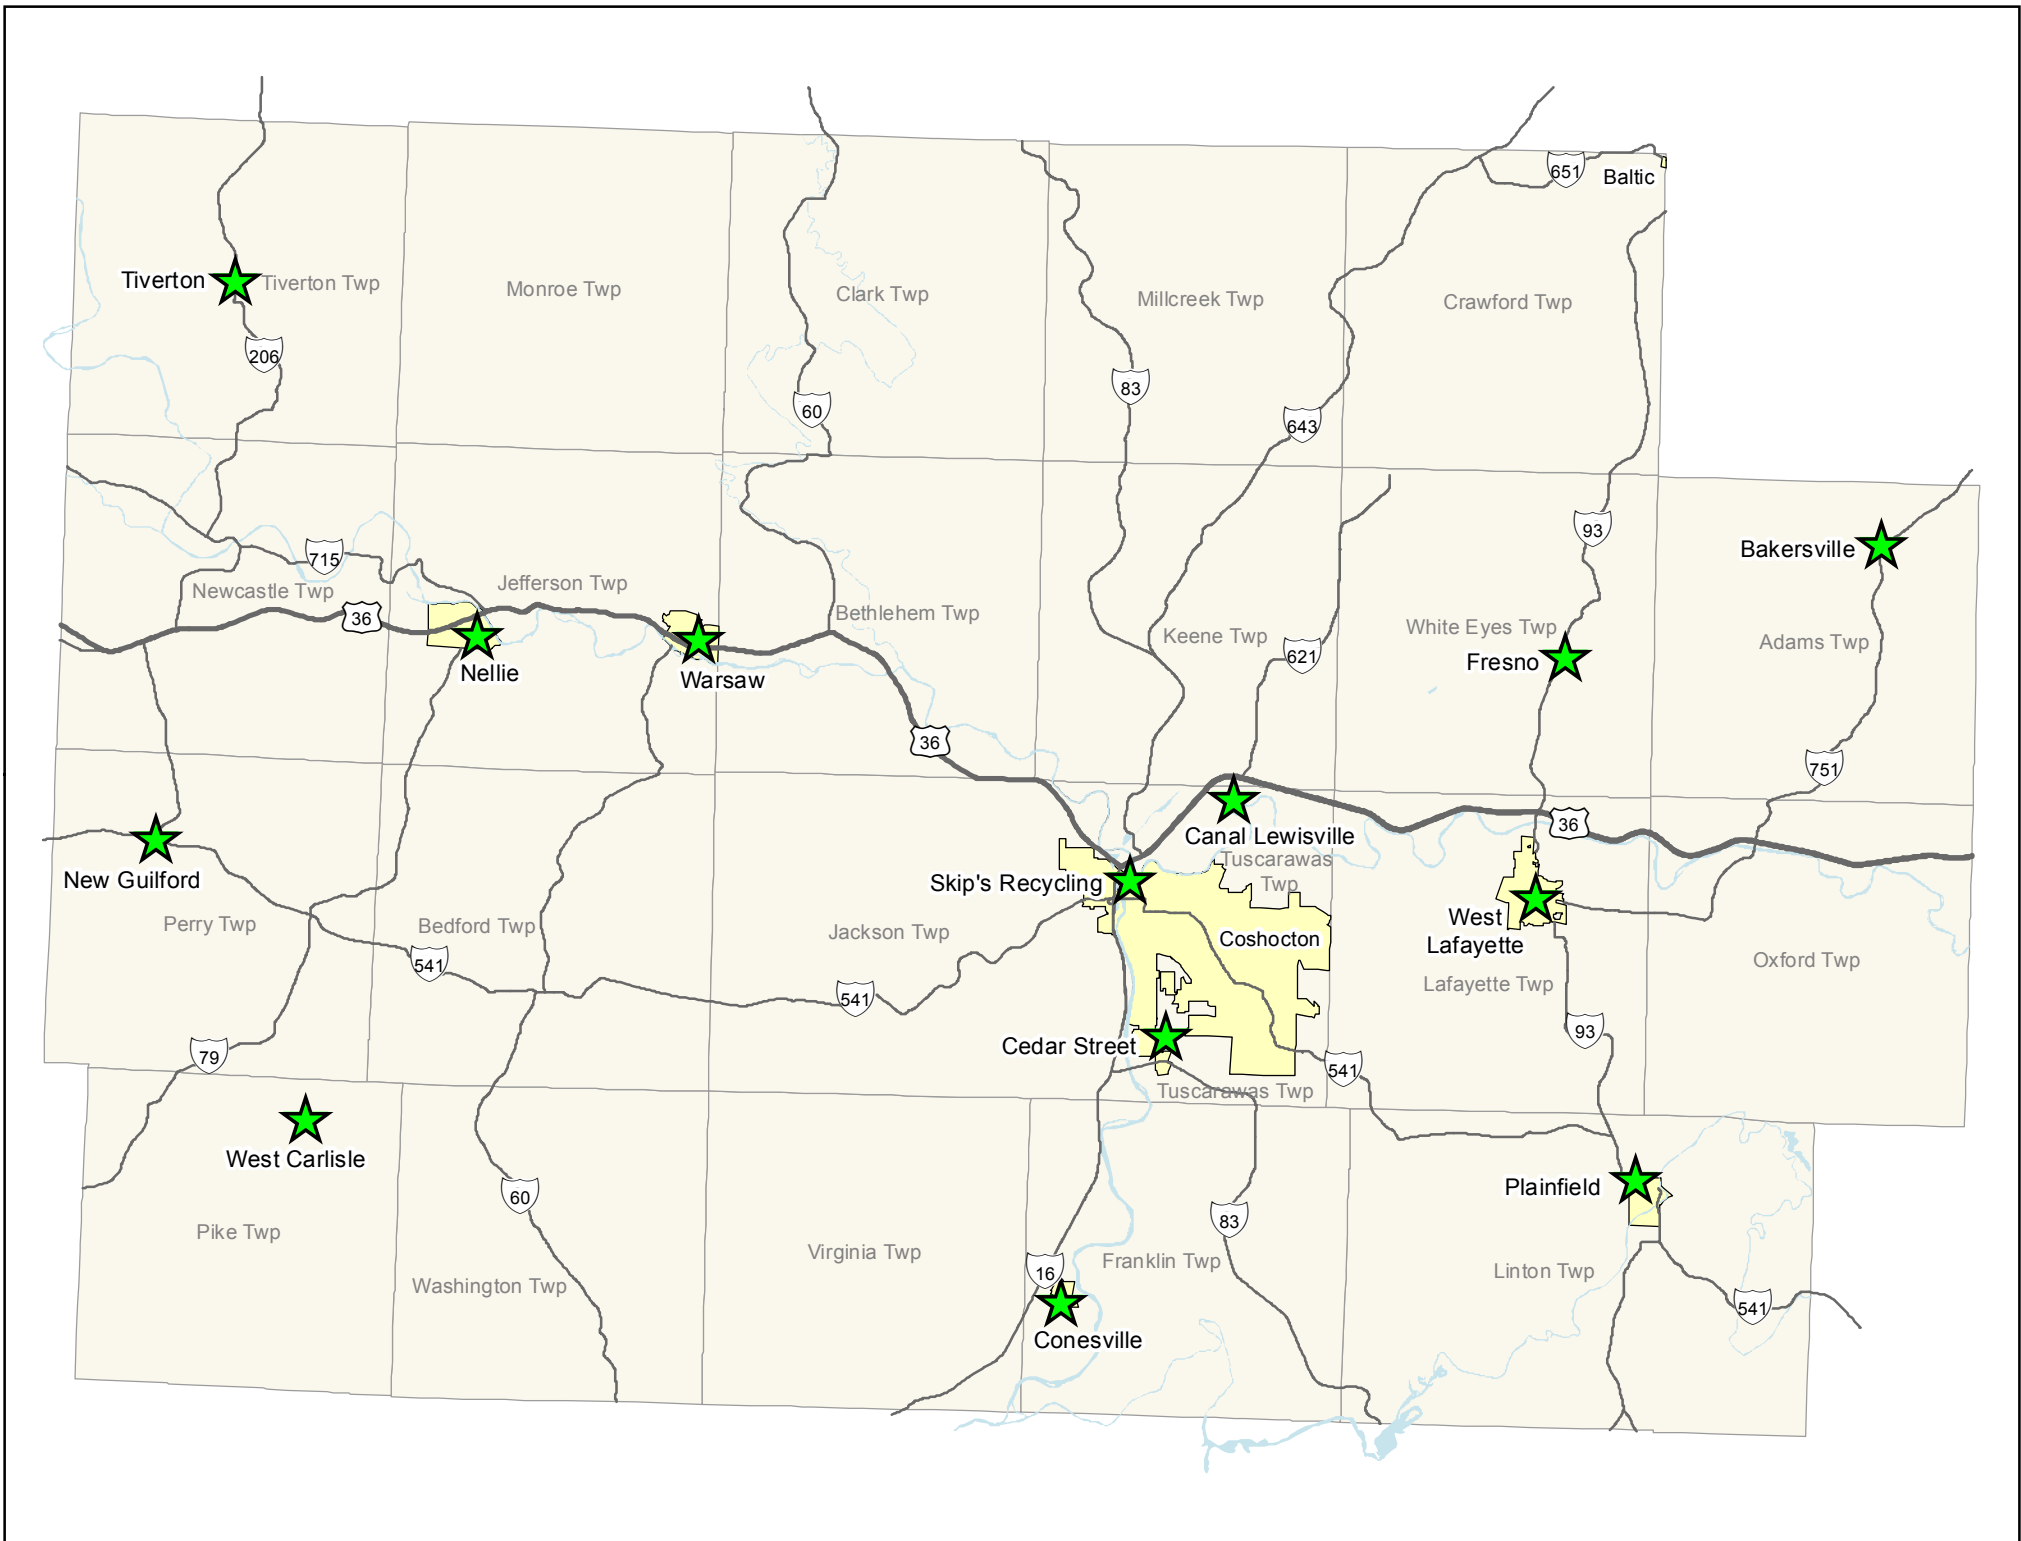 651
Baltic
Tiverton
Tiverton Twp
Monroe Twp
Clark Twp
Millcreek Twp
Crawford Twp
206
60
83
643
93
Bakersville
715
Newcastle Twp
Jefferson Twp
36
Bethlehem Twp
Keene Twp
White Eyes Twp
Adams Twp
621
Fresno
Nellie
Warsaw
36
751
36
Canal Lewisville
Tuscarawas
Twp
New Guilford
Skip's Recycling
Perry Twp
Bedford Twp
Jackson Twp
Coshocton
West
Lafayette
541
541
Lafayette Twp
Oxford Twp
79
Cedar Street
93
541
Tuscarawas Twp
West Carlisle
60
Plainfield
Pike Twp
83
Virginia Twp
Franklin Twp
16
Washington Twp
Linton Twp
541
Conesville